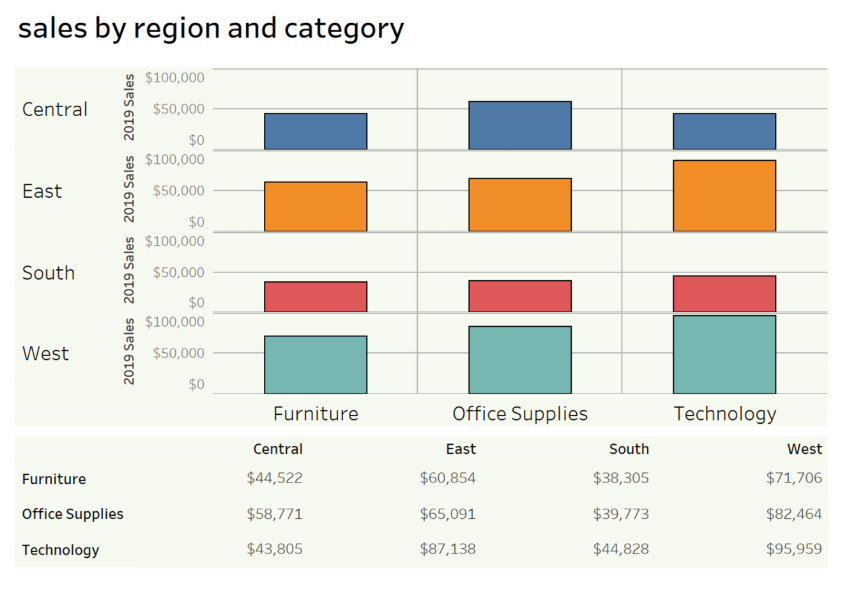 sales by region and category
Central
2019 Sales
$100,000
$50,000
$0
East
2019 Sales
$100,000
$50,000
$0
South
2019 Sales
$100,000
$50,000
$0
West
2019 Sales
$100,000
$50,000
$0
Furniture Office Supplies Technology
Central East South West
Furniture $44,522 $60,854 $38,305 $71,706
Office Supplies $58,771 $65,091 $39,773 $82,464
Technology $43,805 $87,138 $44,828 $95,959